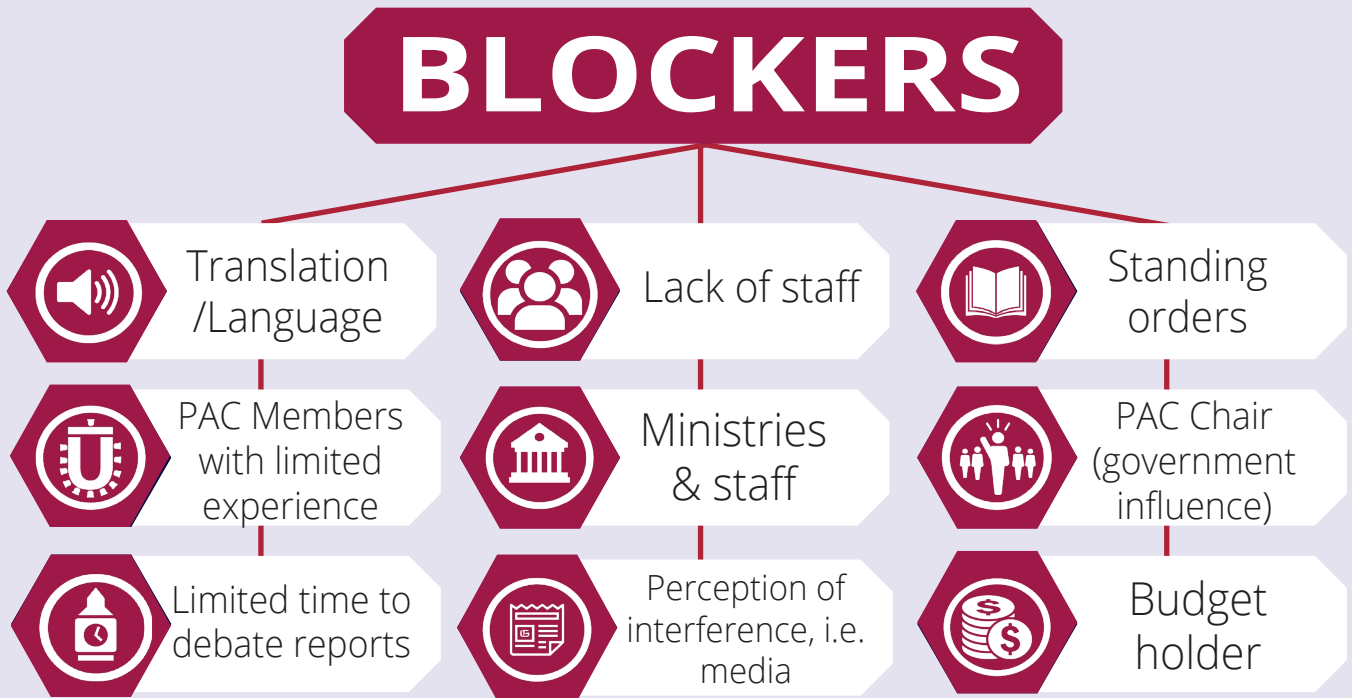 BLOCKERS
Translation
/Language
PAC Members
with limited
experience
Limited time to
debate reports
Lack of staff
Ministries
& staff
Perception of
interference, i.e.
media
Standing
orders
PAC Chair
(government
influence)
Budget
holder